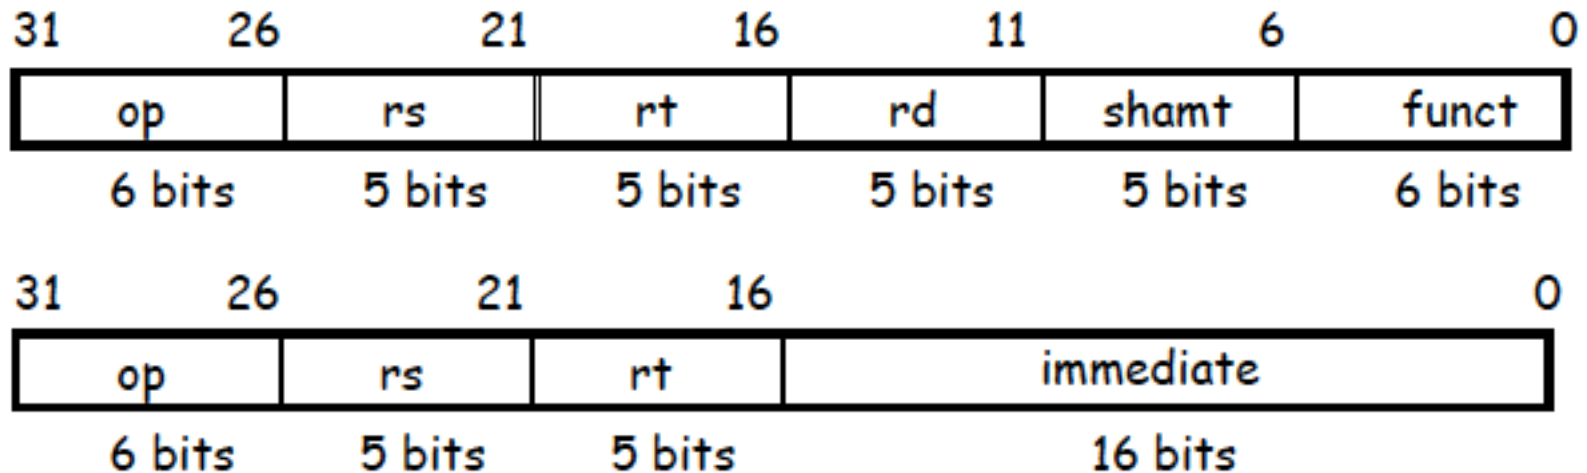 31 26 21 16 11 6 0
op rs rt rd shamt funct
6 bits 5 bits 5 bits 5 bits 5 bits 6 bits
31 26 21 16 0
op rs rt immediate
6 bits 5 bits 5 bits 16 bits